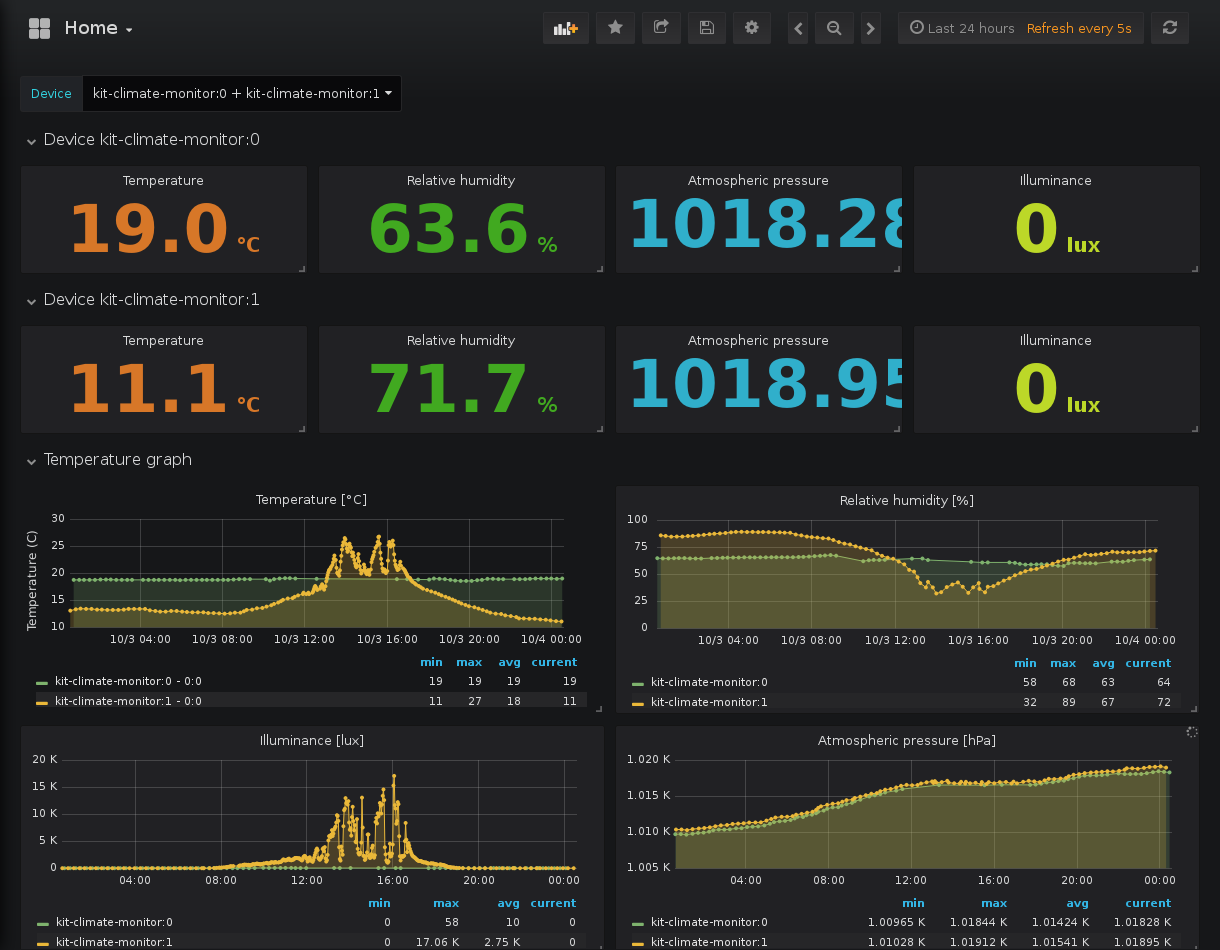 Home
Last 24 hours Refresh every 5s
Device kit-climate-monitor:0 + kit-climate-monitor:1
Device kit-climate-monitor:0
Temperature
19.0 °C
Relative humidity
63.6 %
Atmospheric pressure
1018.28
Illuminance
0 lux
Device kit-climate-monitor:1
Temperature
11.1 °C
Relative humidity
71.7 %
Atmospheric pressure
1018.95
Illuminance
0 lux
Temperature graph
Temperature [°C]
Temperature (C)
30
25
20
15
10
10/3 04:00 10/3 08:00 10/3 12:00 10/3 16:00 10/3 20:00 10/4 00:00
min max avg current
kit-climate-monitor:0 - 0:0 19 19 19 19
kit-climate-monitor:1 - 0:0 11 27 18 11
Relative humidity [%]
100
75
50
25
0
10/3 04:00 10/3 08:00 10/3 12:00 10/3 16:00 10/3 20:00 10/4 00:00
min max avg current
kit-climate-monitor:0 58 68 63 64
kit-climate-monitor:1 32 89 67 72
Illuminance [lux]
20 K
15 K
10 K
5 K
0
04:00 08:00 12:00 16:00 20:00 00:00
min max avg current
kit-climate-monitor:0 0 58 10 0
kit-climate-monitor:1 0 17.06 K 2.75 K 0
Atmospheric pressure [hPa]
1.020 K
1.015 K
1.010 K
1.005 K
04:00 08:00 12:00 16:00 20:00 00:00
min max avg current
kit-climate-monitor:0 1.00965 K 1.01844 K 1.01424 K 1.01828 K
kit-climate-monitor:1 1.01028 K 1.01912 K 1.01541 K 1.01895 K